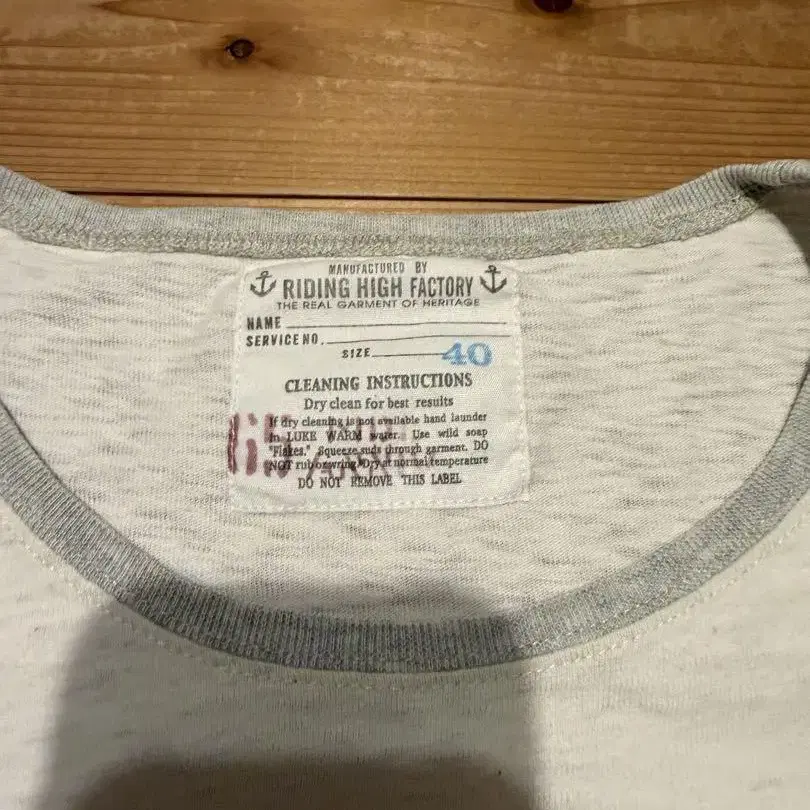 MANUFACTURED BY
RIDING HIGH FACTORY
THE REAL GARMENT OF HERITAGE
NAME
SERVICE NO.
SIZE 40
CLEANING INSTRUCTIONS
Dry clean for best results
If dry cleaning is not available hand launder
in LUKE WARM water. Use wild soap
"Flakes," Squeeze suds through garment. DO
NOT rub or wring. Dry at normal temperature
DO NOT REMOVE THIS LABEL